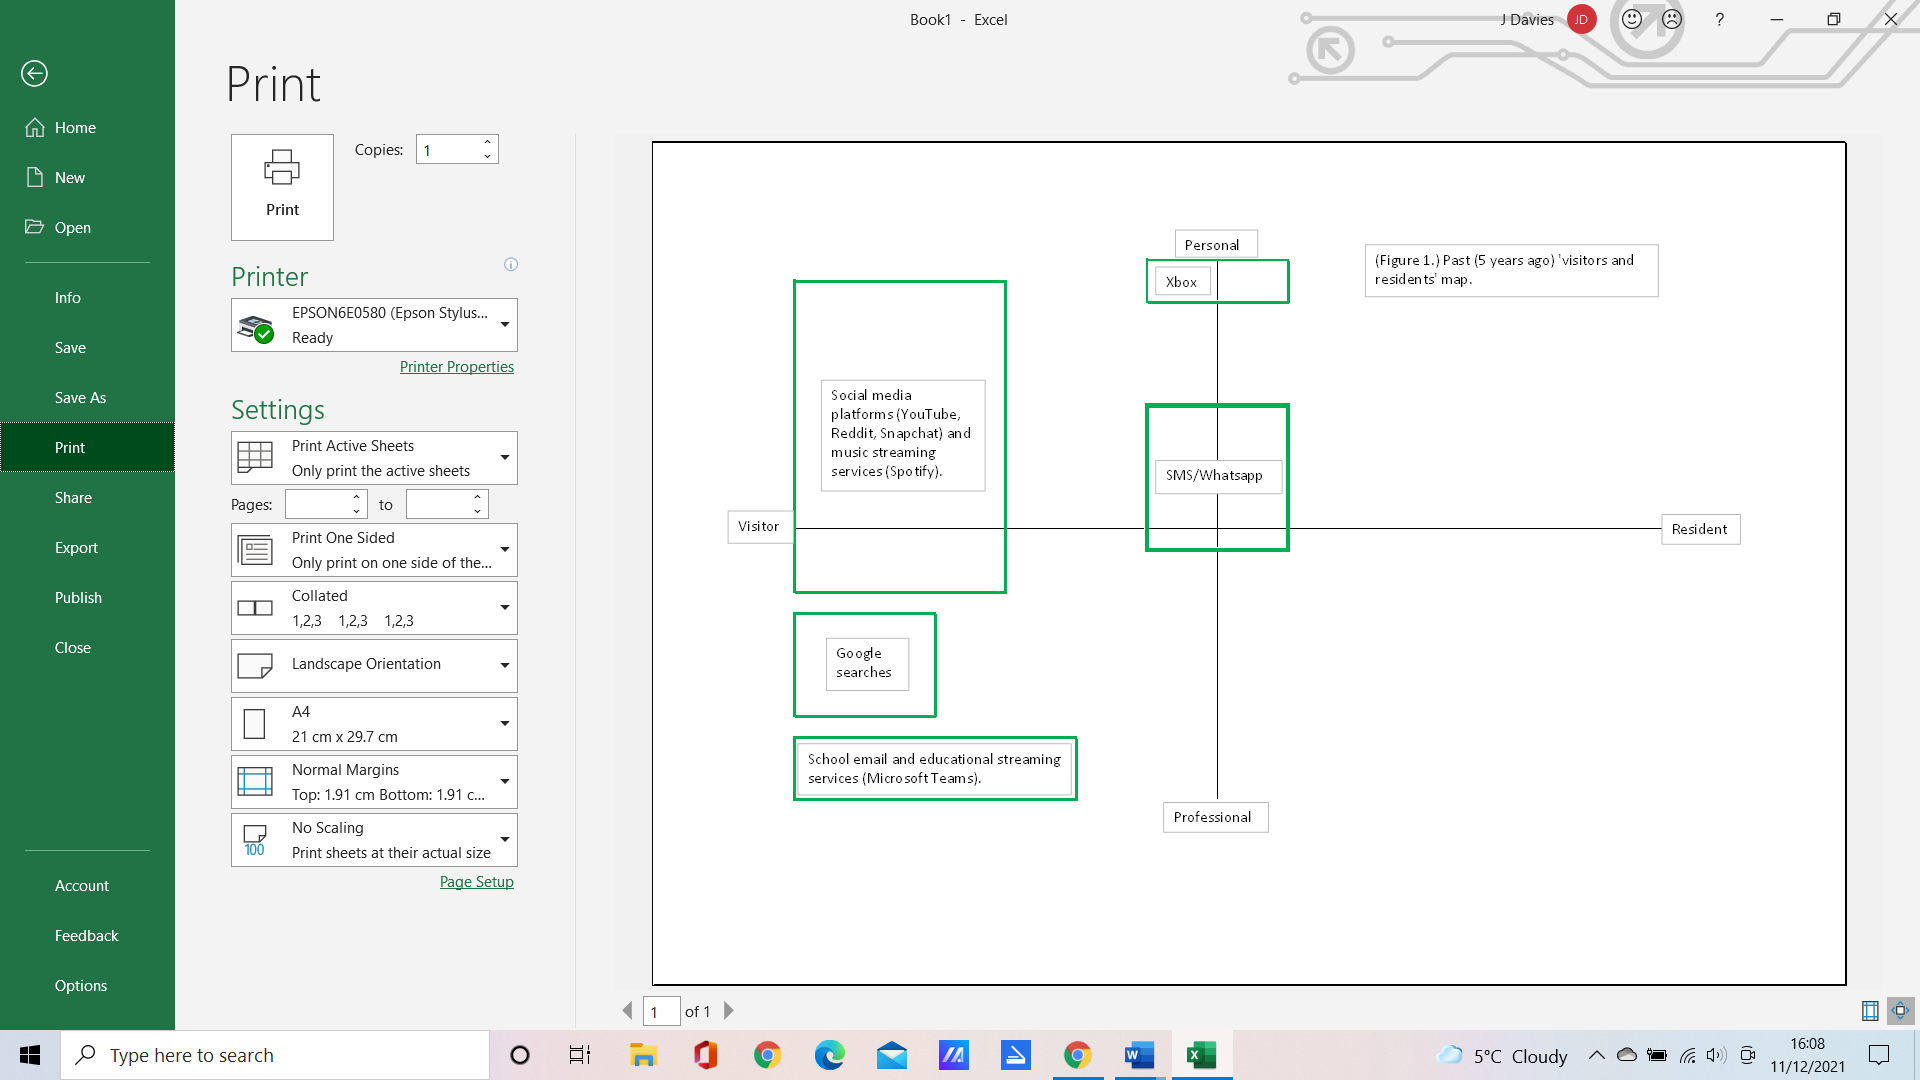 Book1 - Excel
J Davies
JD
?
Print
Home
New
Open
Info
Save
Save As
Print
Share
Export
Publish
Close
Account
Feedback
Options
Print
Copies: 1
Printer
EPSON6E0580 (Epson Stylus...
Ready
Printer Properties
Settings
Print Active Sheets
Only print the active sheets
Pages: to
Print One Sided
Only print on one side of the...
Collated
1,2,3 1,2,3 1,2,3
Landscape Orientation
A4
21 cm x 29.7 cm
Normal Margins
Top: 1.91 cm Bottom: 1.91 c...
No Scaling
100
Print sheets at their actual size
Page Setup
Personal
Xbox
(Figure 1.) Past (5 years ago) 'visitors and
residents' map.
Social media
platforms (YouTube,
Reddit, Snapchat) and
music streaming
services (Spotify).
SMS/Whatsapp
Visitor
Resident
Google
searches
School email and educational streaming
services (Microsoft Teams).
Professional
1 of 1
Type here to search
5°C Cloudy
16:08
11/12/2021